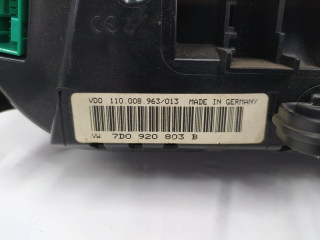 VDO 110.008.963/013 MADE IN GERMANY
VW 7D0 920 803 B